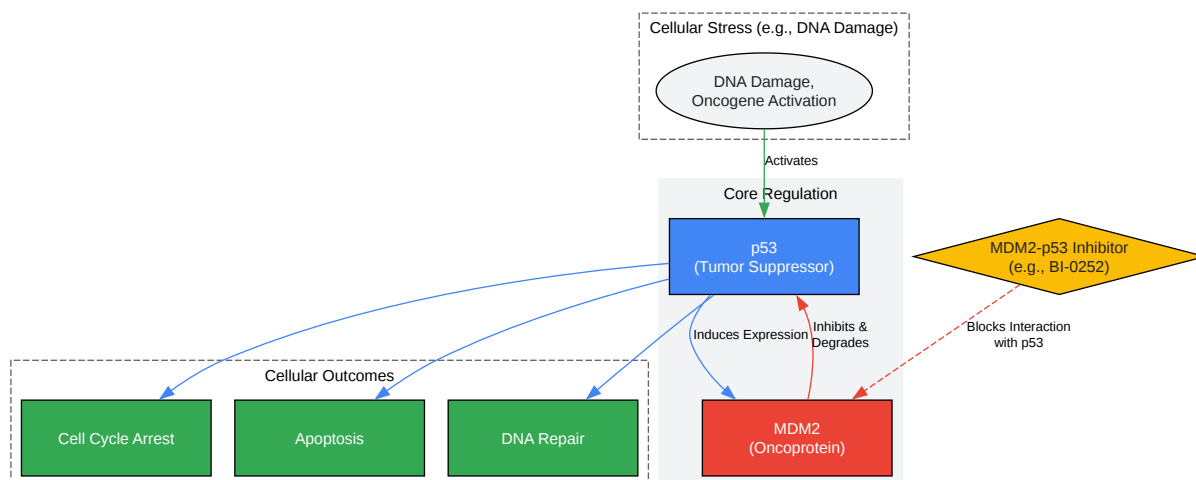 Cellular Stress (e.g., DNA Damage)
DNA Damage,
Oncogene Activation
Activates
Core Regulation
p53
(Tumor Suppressor)
MDM2-p53 Inhibitor
(e.g., BI-0252)
Induces Expression
Inhibits &
Degrades
Blocks Interaction
with p53
Cellular Outcomes
Cell Cycle Arrest
Apoptosis
DNA Repair
MDM2
(Oncoprotein)